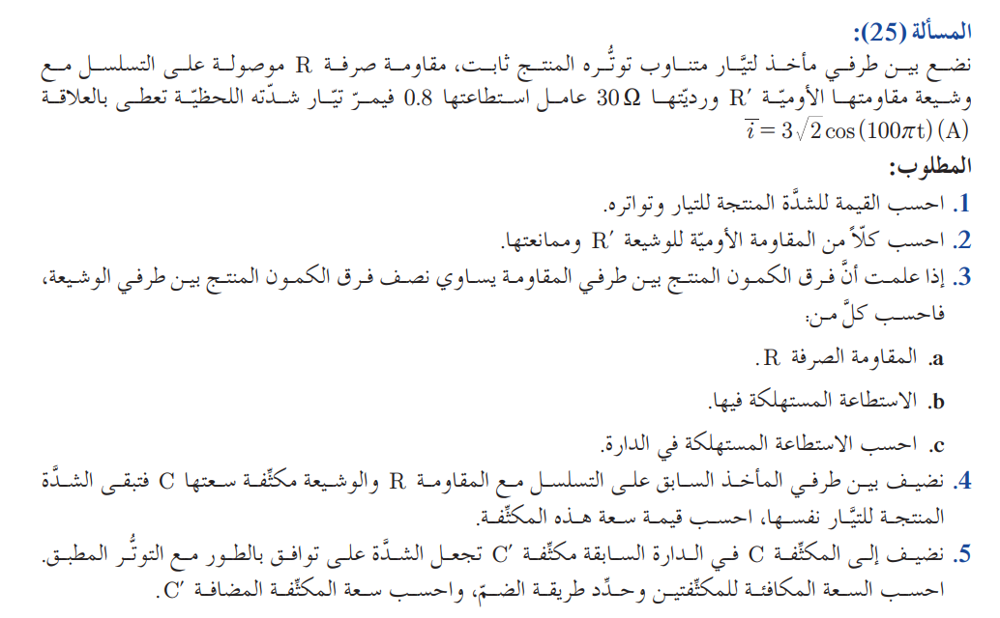 المسألة (25):
نضع بين طرفي مأخذ لتيَّار متناوب توتُّره المنتج ثابت، مقاومة صرفة R موصولة على التسلسل مع
وشيعة مقاومتها الأوميّة R′ ورديّتها 30 Ω عامل استطاعتها 0.8 فيمرّ تيّار شدّته اللحظيّة تعطى بالعلاقة
i̅ = 3√2 cos (100πt) (A)
المطلوب:
1. احسب القيمة للشدَّة المنتجة للتيار وتواتره.
2. احسب كلّاً من المقاومة الأوميّة للوشيعة R′ وممانعتها.
3. إذا علمت أنَّ فرق الكمون المنتج بين طرفي المقاومة يساوي نصف فرق الكمون المنتج بين طرفي الوشيعة،
فاحسب كلَّ من:
a. المقاومة الصرفة R.
b. الاستطاعة المستهلكة فيها.
c. احسب الاستطاعة المستهلكة في الدارة.
4. نضيف بين طرفي المأخذ السابق على التسلسل مع المقاومة R والوشيعة مكثِّفة سعتها C فتبقى الشدَّة
المنتجة للتيَّار نفسها، احسب قيمة سعة هذه المكثِّفة.
5. نضيف إلى المكثِّفة C في الدارة السابقة مكثِّفة C′ تجعل الشدَّة على توافق بالطور مع التوتُّر المطبق.
احسب السعة المكافئة للمكثِّفتين وحدِّد طريقة الضمّ، واحسب سعة المكثِّفة المضافة C′.